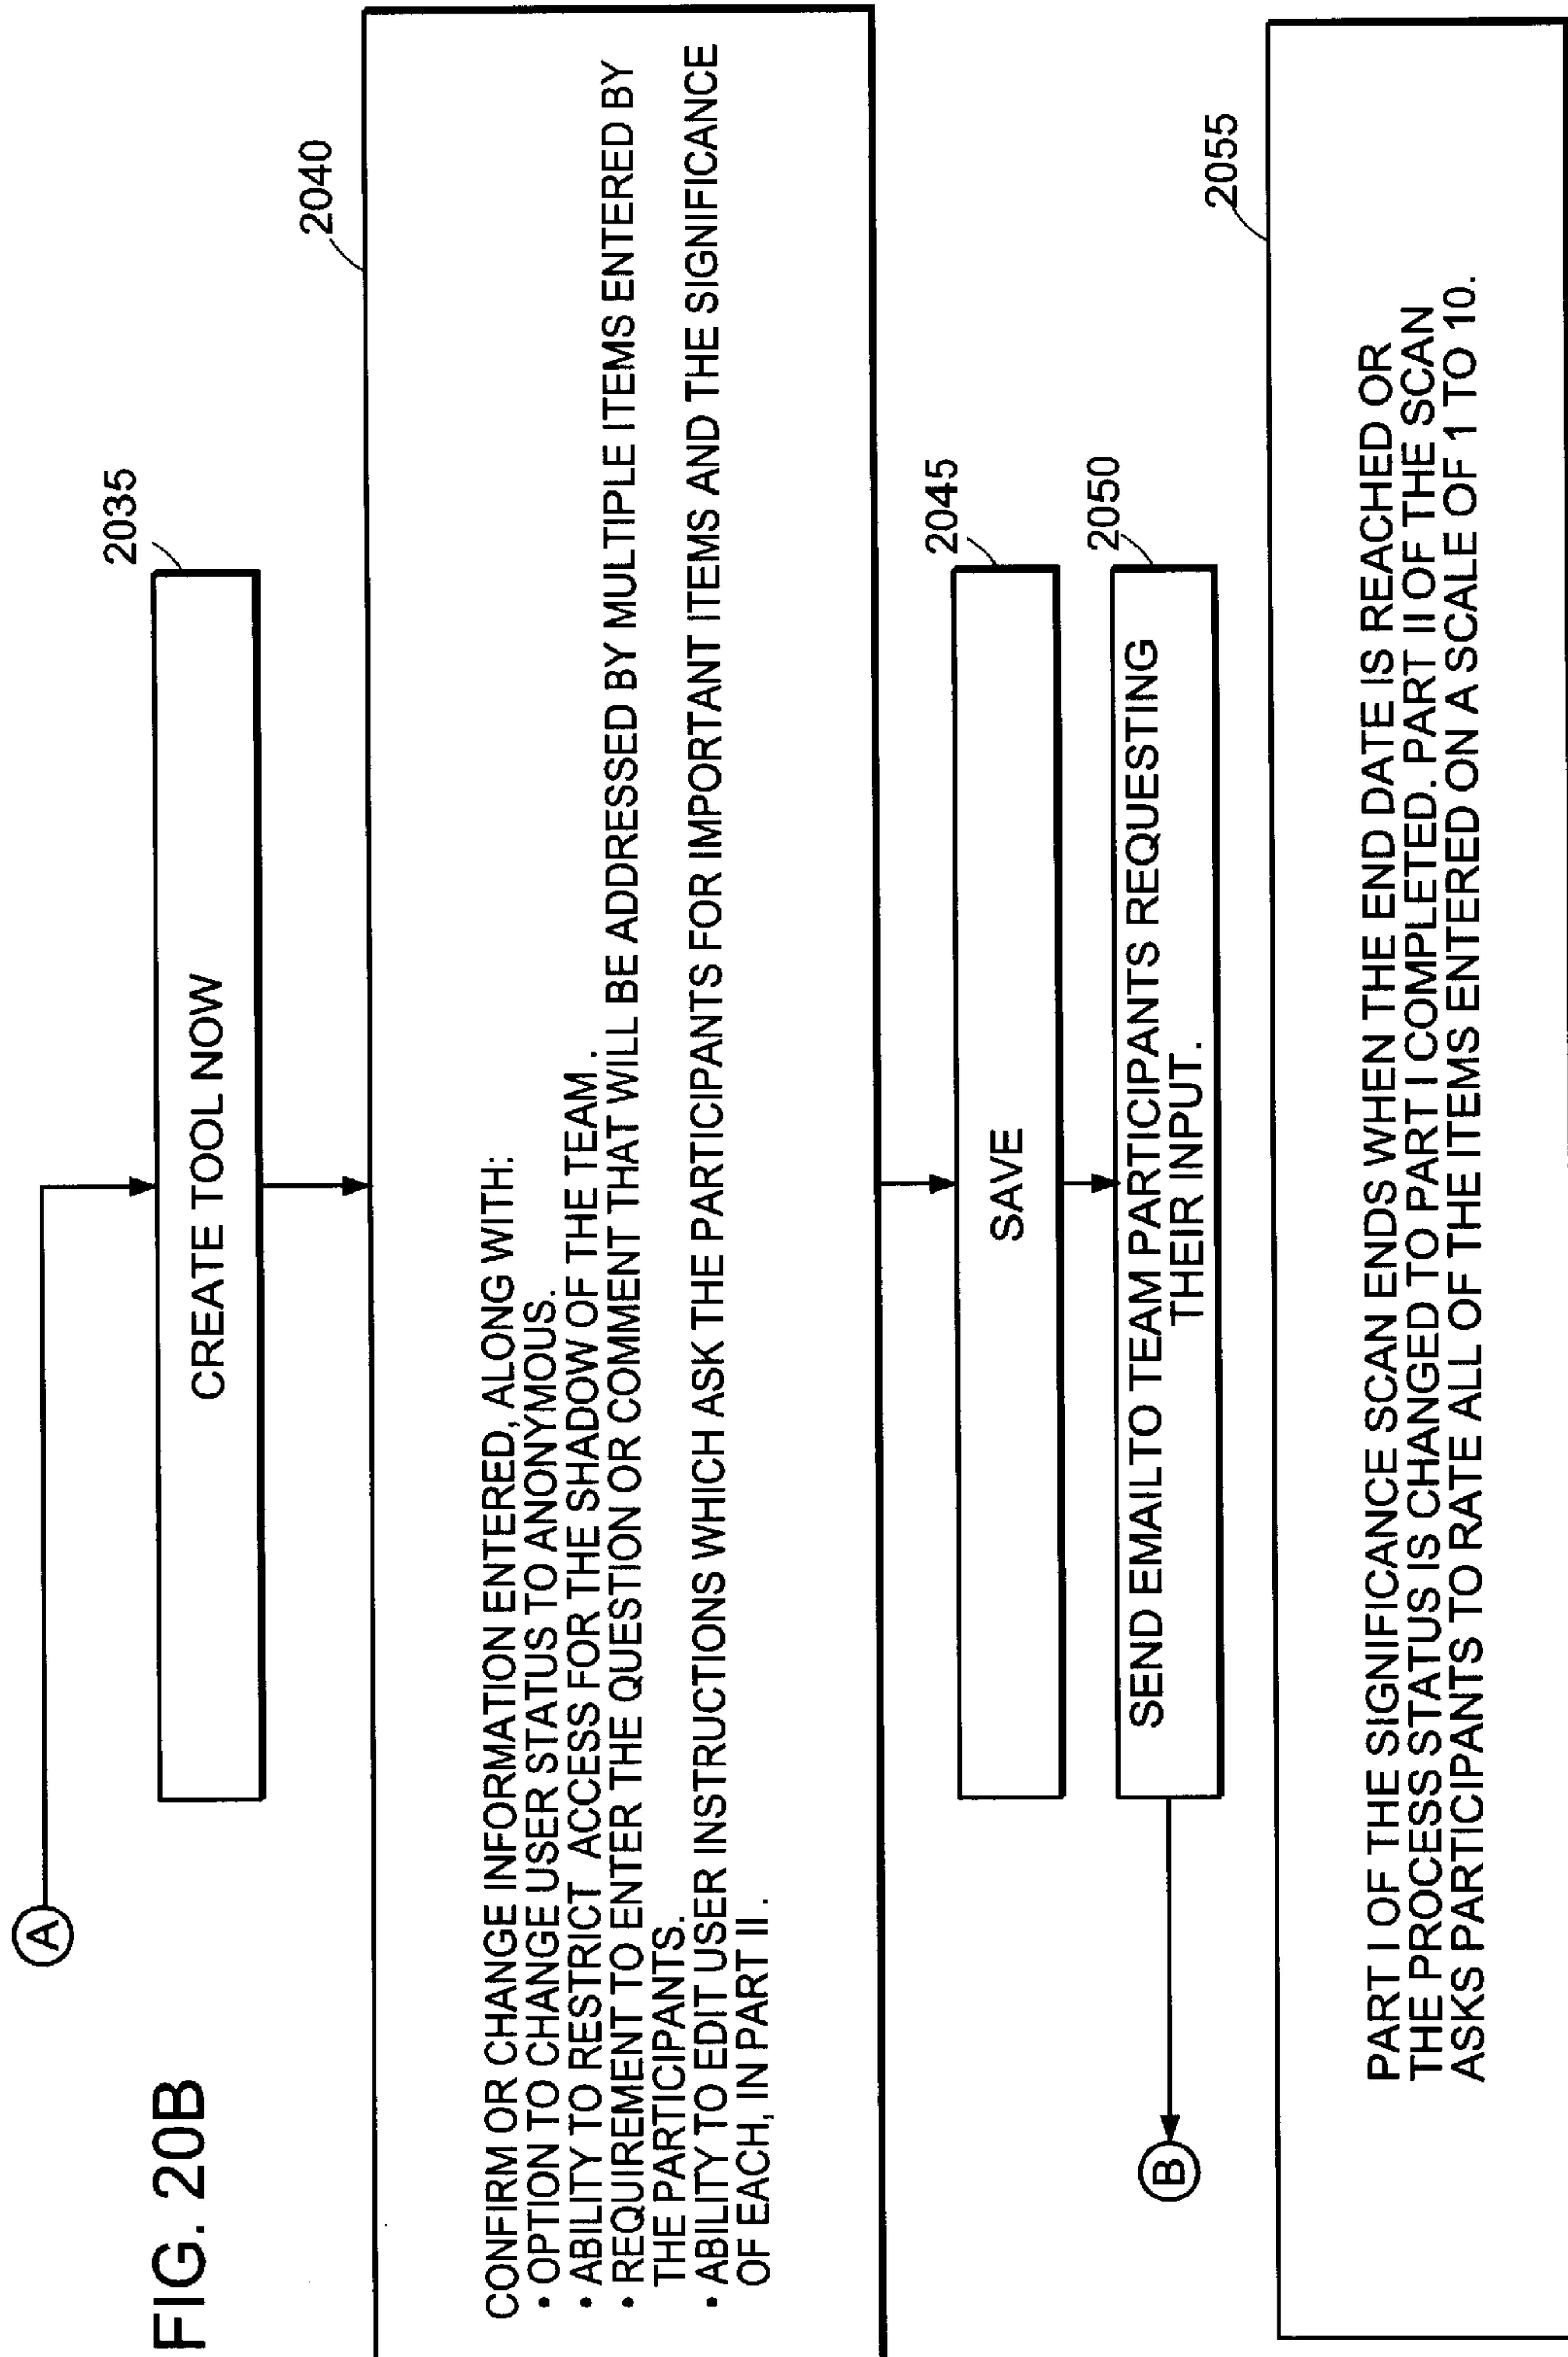 FIG. 20B
A
2035
CREATE TOOL NOW
2040
CONFIRM OR CHANGE INFORMATION ENTERED, ALONG WITH:
• OPTION TO CHANGE USER STATUS TO ANONYMOUS.
• ABILITY TO RESTRICT ACCESS FOR THE SHADOW OF THE TEAM .
• REQUIREMENT TO ENTER THE QUESTION OR COMMENT THAT WILL BE ADDRESSED BY MULTIPLE ITEMS ENTERED BY
THE PARTICIPANTS.
• ABILITY TO EDIT USER INSTRUCTIONS WHICH ASK THE PARTICIPANTS FOR IMPORTANT ITEMS AND THE SIGNIFICANCE
OF EACH, IN PART II.
2045
SAVE
2050
SEND EMAIL TO TEAM PARTICIPANTS REQUESTING
THEIR INPUT.
B
2055
PART I OF THE SIGNIFICANCE SCAN ENDS WHEN THE END DATE IS REACHED OR
THE PROCESS STATUS IS CHANGED TO PART I COMPLETED. PART II OF THE SCAN
ASKS PARTICIPANTS TO RATE ALL OF THE ITEMS ENTERED ON A SCALE OF 1 TO 10.